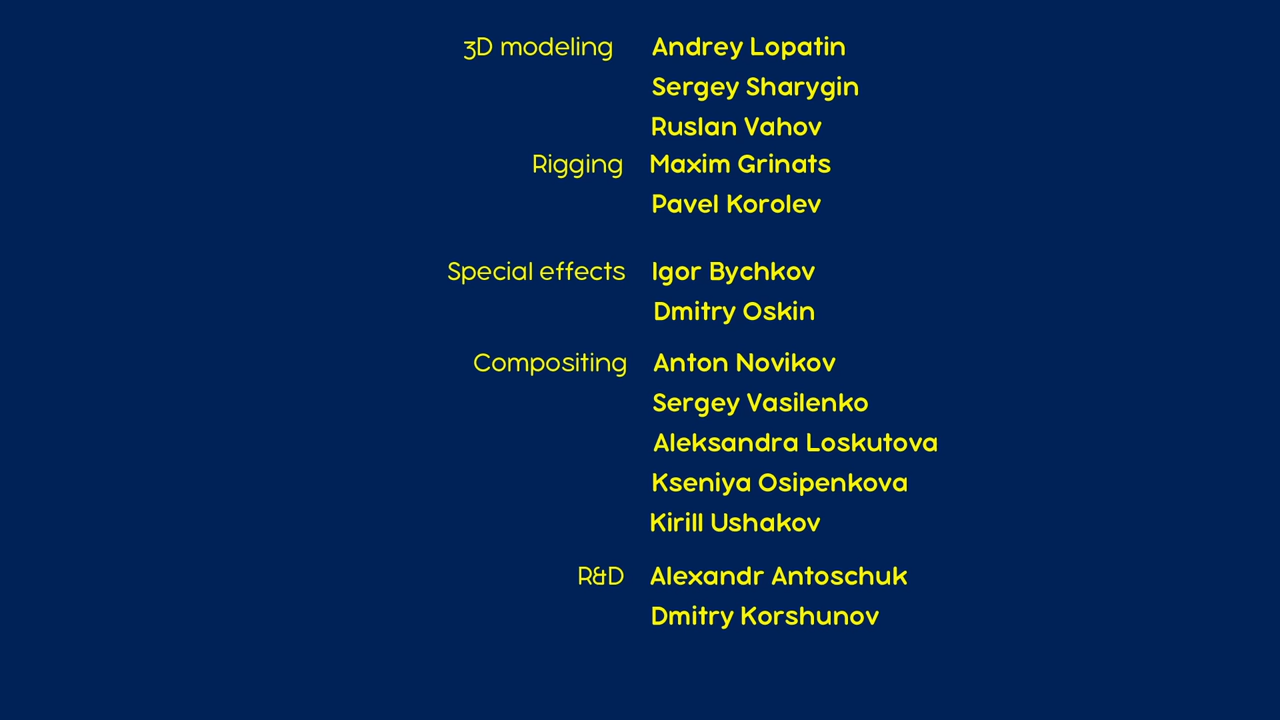 3D modeling Andrey Lopatin
Sergey Sharygin
Ruslan Vahov
Rigging Maxim Grinats
Pavel Korolev
Special effects Igor Bychkov
Dmitry Oskin
Compositing Anton Novikov
Sergey Vasilenko
Aleksandra Loskutova
Kseniya Osipenkova
Kirill Ushakov
R&D Alexandr Antoschuk
Dmitry Korshunov